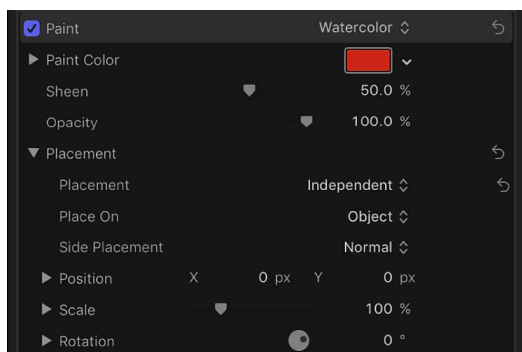 Paint Watercolor
Paint Color
Sheen 50.0 %
Opacity 100.0 %
Placement
Placement Independent
Place On Object
Side Placement Normal
Position X 0 px Y 0 px
Scale 100 %
Rotation 0 °